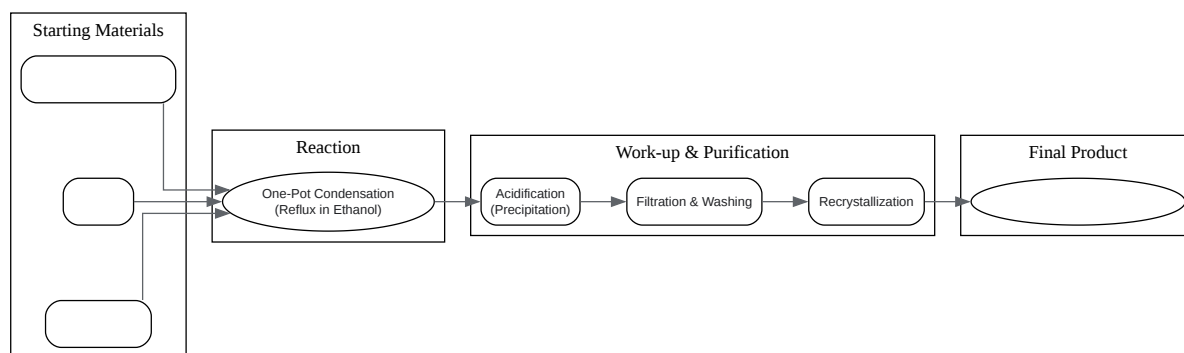 Starting Materials
Reaction
One-Pot Condensation
(Reflux in Ethanol)
Work-up & Purification
Acidification
(Precipitation)
Filtration & Washing
Recrystallization
Final Product